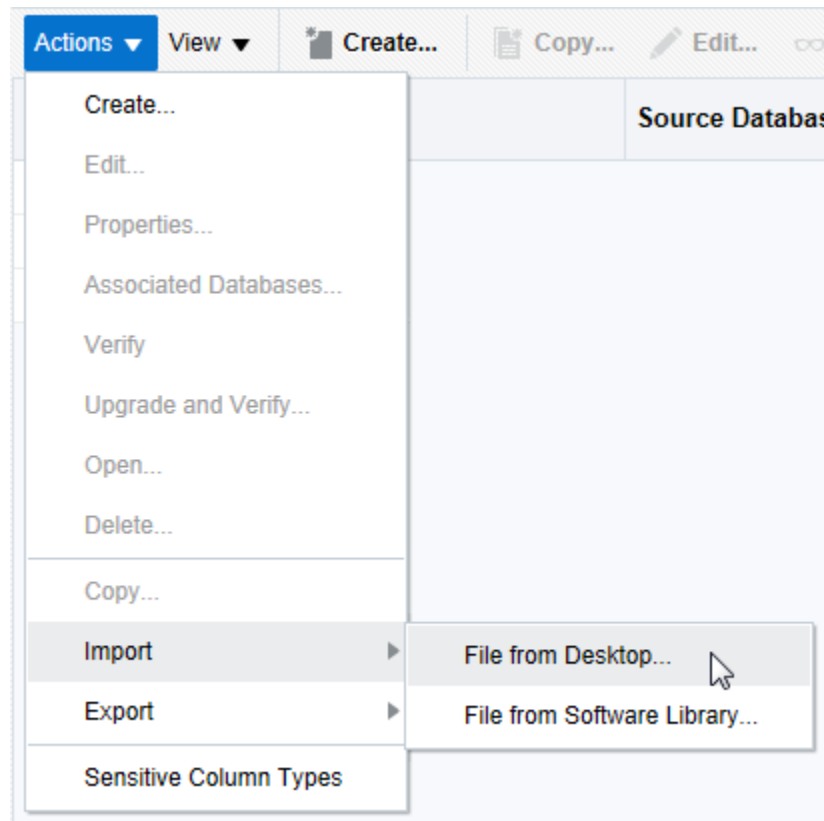 Actions View Create... Copy... Edit...
Source Databas
Create...
Edit...
Properties...
Associated Databases...
Verify
Upgrade and Verify...
Open...
Delete...
Copy...
Import
File from Desktop...
Export
File from Software Library...
Sensitive Column Types